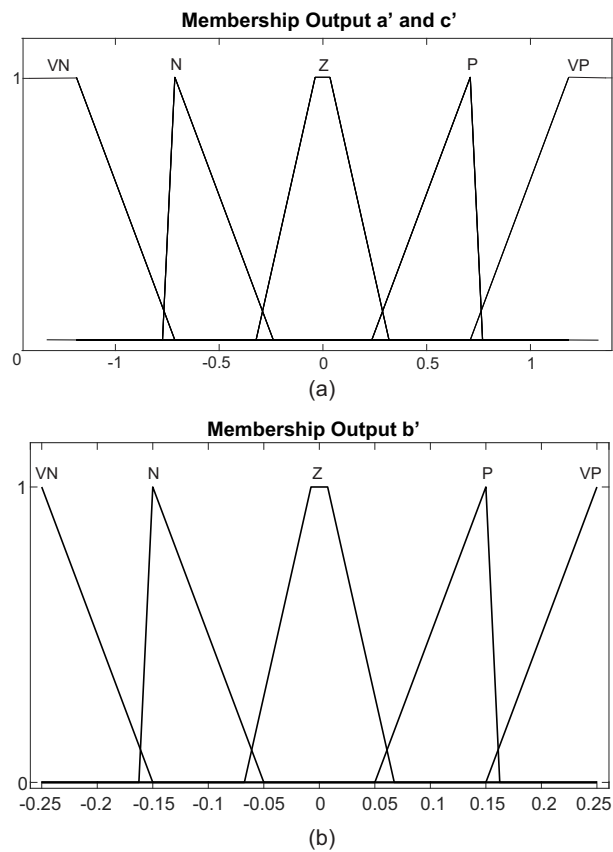 Membership Output a' and c'
VN N Z P VP
1
0
-1 -0.5 0 0.5 1
(a)
Membership Output b'
VN N Z P VP
1
0
-0.25 -0.2 -0.15 -0.1 -0.05 0 0.05 0.1 0.15 0.2 0.25
(b)